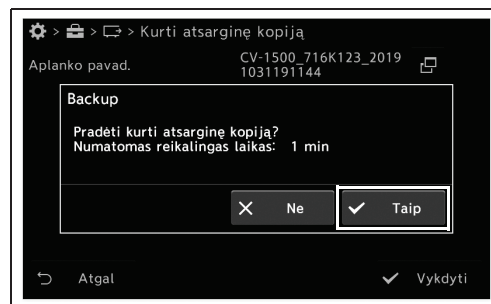 > > > Kurti atsarginę kopiją
Aplanko pavad.
CV-1500_716K123_2019
1031191144
Backup
Pradėti kurti atsarginę kopiją?
Numatomas reikalingas laikas: 1 min
Ne
Taip
Atgal
Vykdyti